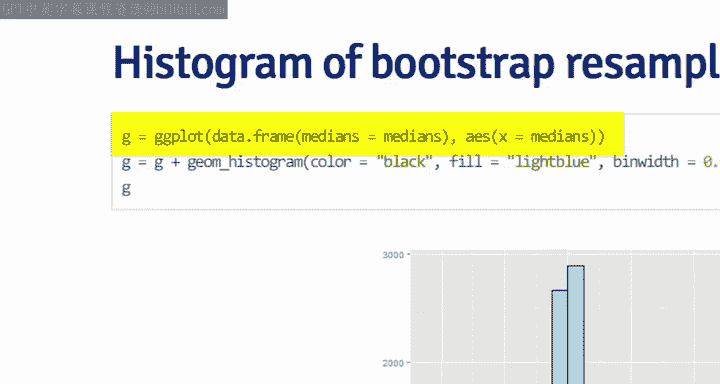 Histogram of bootstrap resampl
g = ggplot(data.frame(medians = medians), aes(x = medians))
g = g + geom_histogram(color = "black", fill = "lightblue", binwidth = 0.
g
3000
2000